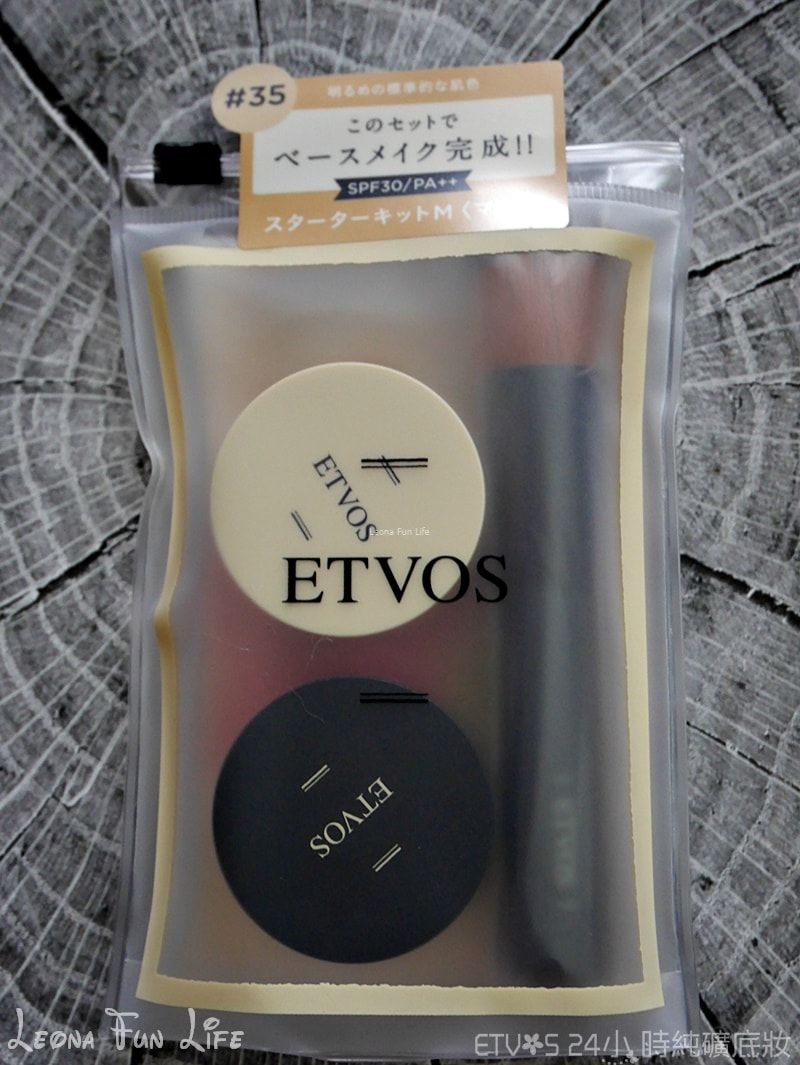 #35
明るめの標準的な肌色
このセットで
ベースメイク完成!!
SPF30/PA++
スターターキットM〈マ
ETVOS
Leona Fun Life
ETVOS
ETVOS
LEONA FUN LIFE
ETV✽S 24小時純礦底妝